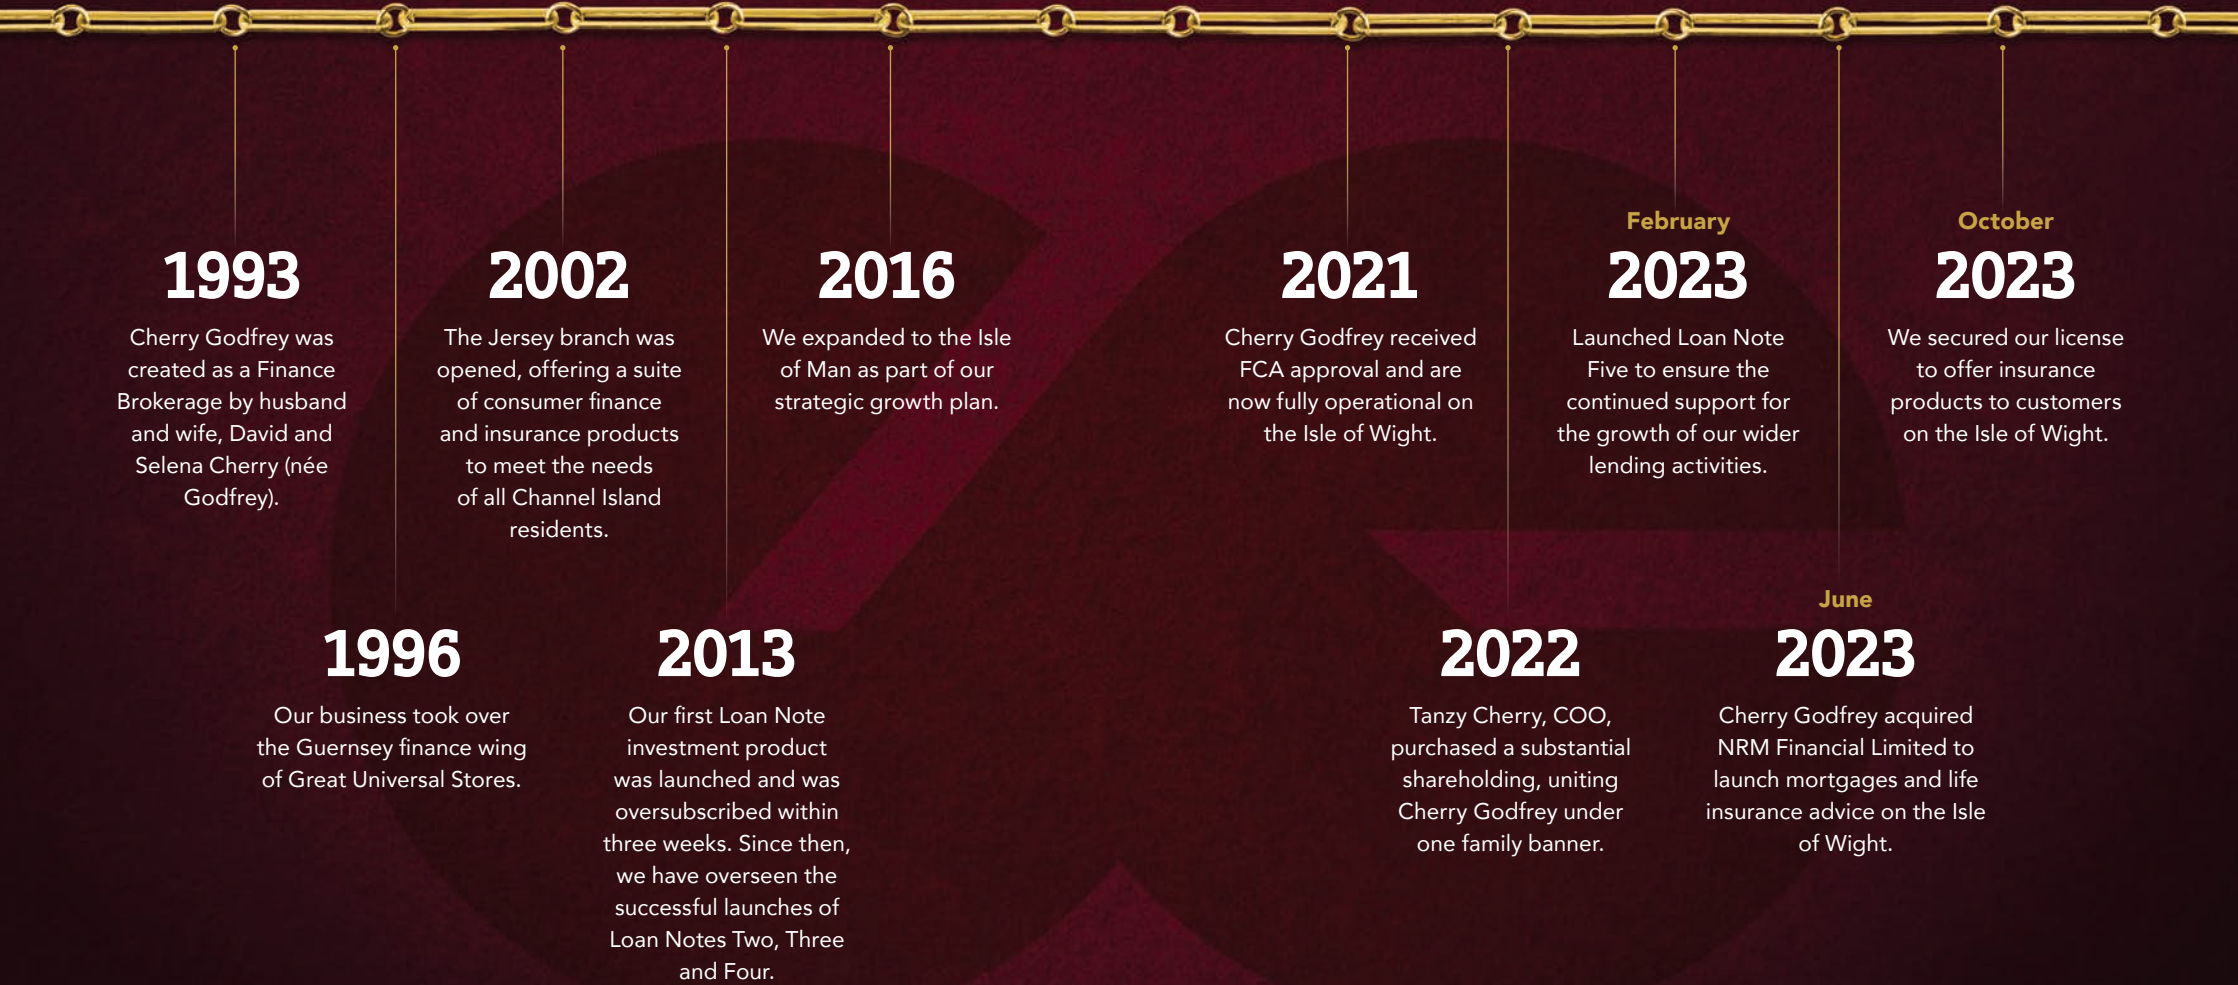 1993
Cherry Godfrey was
created as a Finance
Brokerage by husband
and wife, David and
Selena Cherry (née
Godfrey).
1996
Our business took over
the Guernsey finance wing
of Great Universal Stores.
2002
The Jersey branch was
opened, offering a suite
of consumer finance
and insurance products
to meet the needs
of all Channel Island
residents.
2013
Our first Loan Note
investment product
was launched and was
oversubscribed within
three weeks. Since then,
we have overseen the
successful launches of
Loan Notes Two, Three
and Four.
2016
We expanded to the Isle
of Man as part of our
strategic growth plan.
2021
Cherry Godfrey received
FCA approval and are
now fully operational on
the Isle of Wight.
2022
Tanzy Cherry, COO,
purchased a substantial
shareholding, uniting
Cherry Godfrey under
one family banner.
February
2023
Launched Loan Note
Five to ensure the
continued support for
the growth of our wider
lending activities.
June
2023
Cherry Godfrey acquired
NRM Financial Limited to
launch mortgages and life
insurance advice on the Isle
of Wight.
October
2023
We secured our license
to offer insurance
products to customers
on the Isle of Wight.